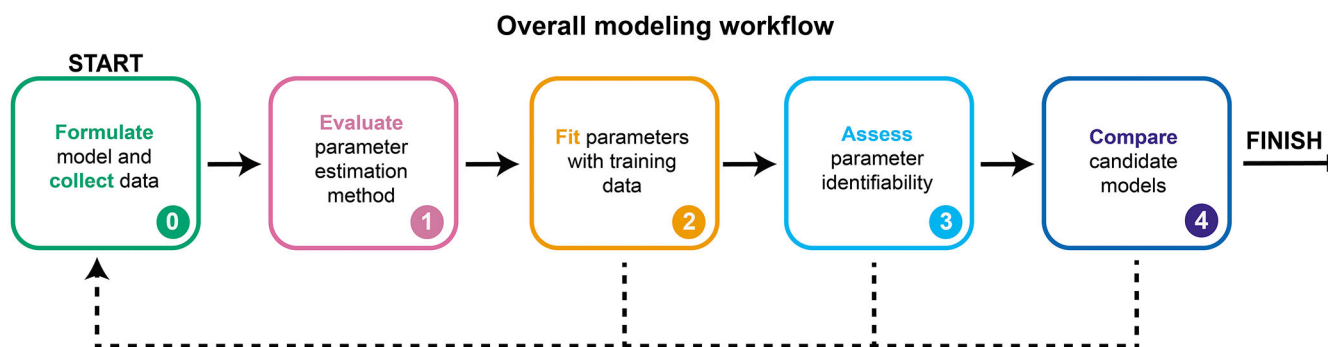 Overall modeling workflow
START
Formulate
model and
collect data
0
Evaluate
parameter
estimation
method
1
Fit parameters
with training
data
2
Assess
parameter
identifiability
3
Compare
candidate
models
4
FINISH